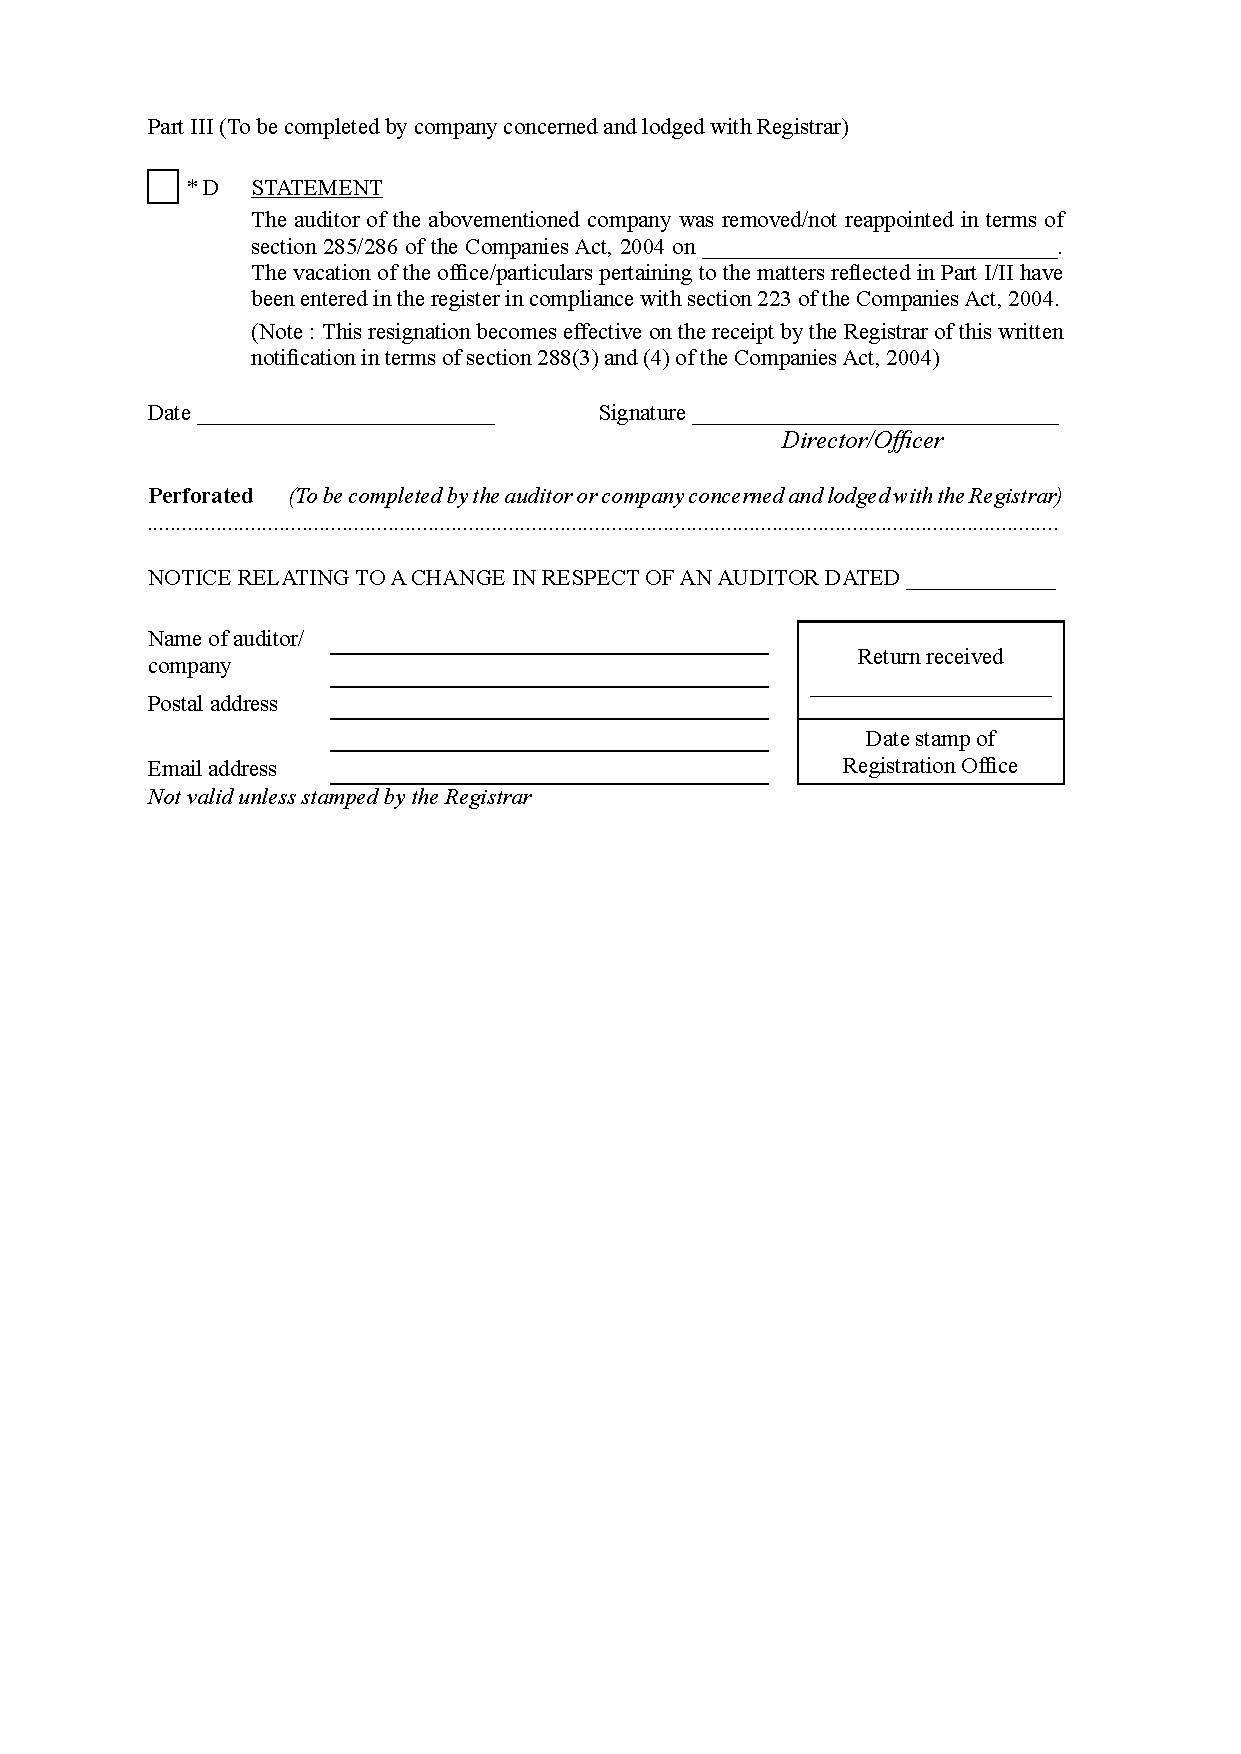 Part III (To be completed by company concerned and lodged with Registrar)
* D STATEMENT
The auditor of the abovementioned company was removed/not reappointed in terms of
section 285/286 of the Companies Act, 2004 on ______________________________.
The vacation of the office/particulars pertaining to the matters reflected in Part I/II have
been entered in the register in compliance with section 223 of the Companies Act, 2004.
(Note : This resignation becomes effective on the receipt by the Registrar of this written
notification in terms of section 288(3) and (4) of the Companies Act, 2004)
Date _________________________ Signature _______________________________
Director/Officer
Perforated (To be completed by the auditor or company concerned and lodged with the Registrar)
................................................................................
NOTICE RELATING TO A CHANGE IN RESPECT OF AN AUDITOR DATED _____________
Name of auditor/
company
Postal address
Email address
Not valid unless stamped by the Registrar
Return received
_____________________
Date stamp of
Registration Office